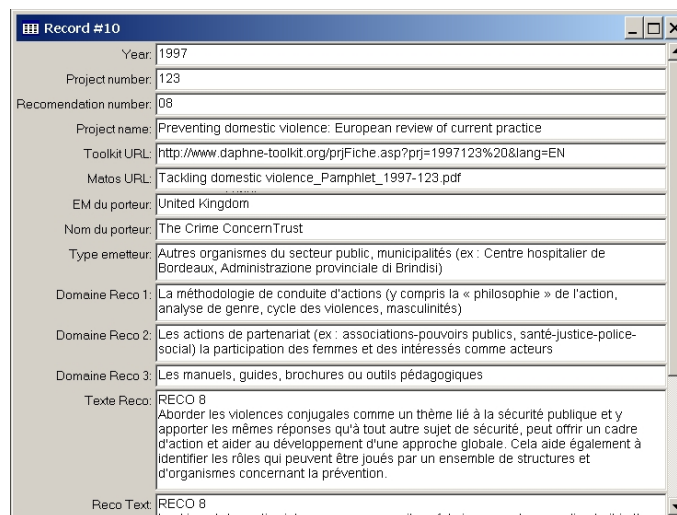 Record #10
Year: 1997
Project number: 123
Recomendation number: 08
Project name: Preventing domestic violence: European review of current practice
Toolkit URL: http://www.daphne-toolkit.org/prjFiche.asp?prj=1997123%20&lang=EN
Matos URL: Tackling domestic violence_Pamphlet_1997-123.pdf
EM du porteur: United Kingdom
Nom du porteur: The Crime ConcernTrust
Type emetteur: Autres organismes du secteur public, municipalités (ex : Centre hospitalier de
Bordeaux, Administrazione provinciale di Brindisi)
Domaine Reco 1: La méthodologie de conduite d'actions (y compris la « philosophie » de l'action,
analyse de genre, cycle des violences, masculinités)
Domaine Reco 2: Les actions de partenariat (ex : associations-pouvoirs publics, santé-justice-police-
social) la participation des femmes et des intéressés comme acteurs
Domaine Reco 3: Les manuels, guides, brochures ou outils pédagogiques
Texte Reco: RECO 8
Aborder les violences conjugales comme un thème lié à la sécurité publique et y
apporter les mêmes réponses qu'à tout autre sujet de sécurité, peut offrir un cadre
d'action et aider au développement d'une approche globale. Cela aide également à
identifier les rôles qui peuvent être joués par un ensemble de structures et
d'organismes concernant la prévention.
Reco Text: RECO 8